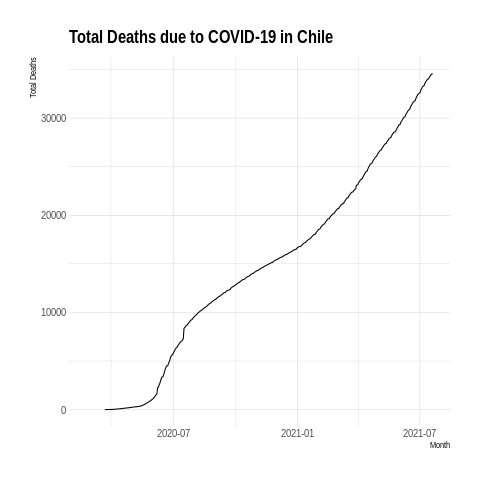 Total Deaths due to COVID-19 in Chile
Total Deaths
30000
20000
10000
0
2020-07 2021-01 2021-07
Month